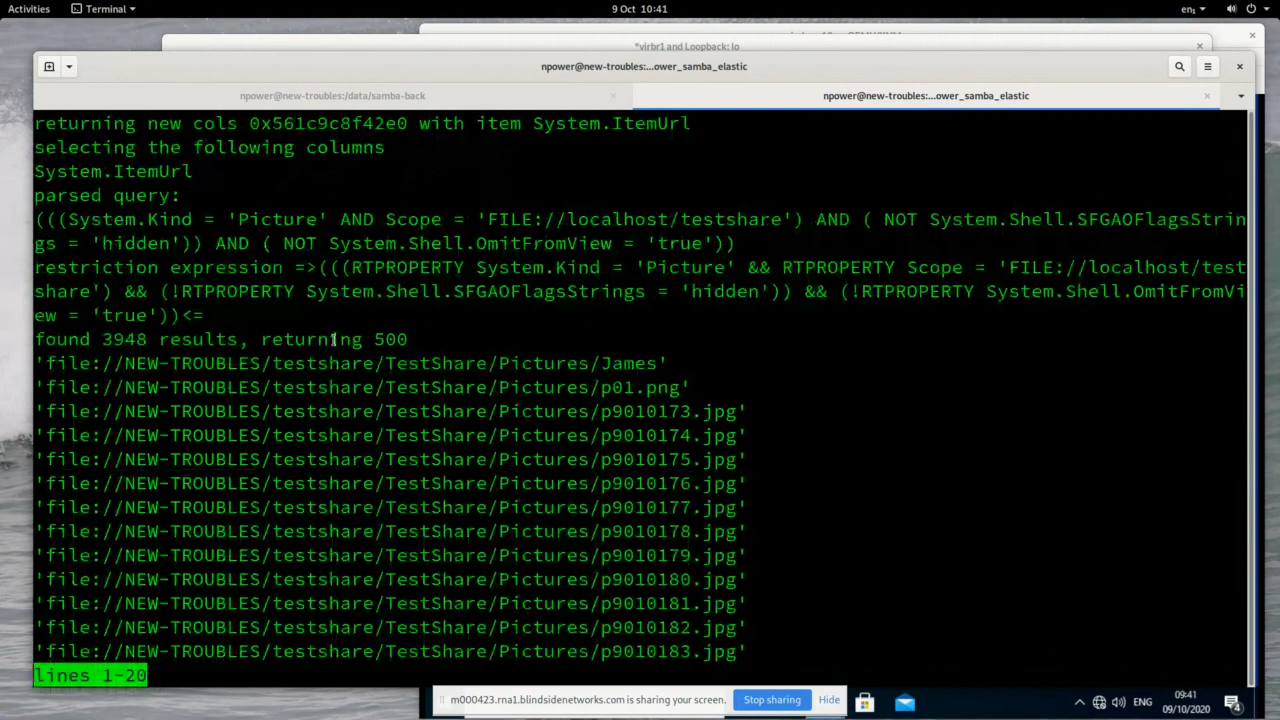 Activities
Terminal
9 Oct 10:41
en₁
*virbr1 and Loopback: lo
npower@new-troubles:...ower_samba_elastic
npower@new-troubles:/data/samba-back
npower@new-troubles:...ower_samba_elastic
returning new cols 0x561c9c8f42e0 with item System.ItemUrl
selecting the following columns
System.ItemUrl
parsed query:
(((System.Kind = 'Picture' AND Scope = 'FILE://localhost/testshare') AND ( NOT System.Shell.SFGAOFlagsStrin
gs = 'hidden')) AND ( NOT System.Shell.OmitFromView = 'true'))
restriction expression =>(((RTPROPERTY System.Kind = 'Picture' && RTPROPERTY Scope = 'FILE://localhost/test
share') && (!RTPROPERTY System.Shell.SFGAOFlagsStrings = 'hidden')) && (!RTPROPERTY System.Shell.OmitFromVi
ew = 'true'))<=
found 3948 results, returning 500
'file://NEW-TROUBLES/testshare/TestShare/Pictures/James'
'file://NEW-TROUBLES/testshare/TestShare/Pictures/p01.png'
'file://NEW-TROUBLES/testshare/TestShare/Pictures/p9010173.jpg'
'file://NEW-TROUBLES/testshare/TestShare/Pictures/p9010174.jpg'
'file://NEW-TROUBLES/testshare/TestShare/Pictures/p9010175.jpg'
'file://NEW-TROUBLES/testshare/TestShare/Pictures/p9010176.jpg'
'file://NEW-TROUBLES/testshare/TestShare/Pictures/p9010177.jpg'
'file://NEW-TROUBLES/testshare/TestShare/Pictures/p9010178.jpg'
'file://NEW-TROUBLES/testshare/TestShare/Pictures/p9010179.jpg'
'file://NEW-TROUBLES/testshare/TestShare/Pictures/p9010180.jpg'
'file://NEW-TROUBLES/testshare/TestShare/Pictures/p9010181.jpg'
'file://NEW-TROUBLES/testshare/TestShare/Pictures/p9010182.jpg'
'file://NEW-TROUBLES/testshare/TestShare/Pictures/p9010183.jpg'
lines 1-20
m000423.rna1.blindsidenetworks.com is sharing your screen.
Stop sharing
Hide
ENG
09:41
09/10/2020
4